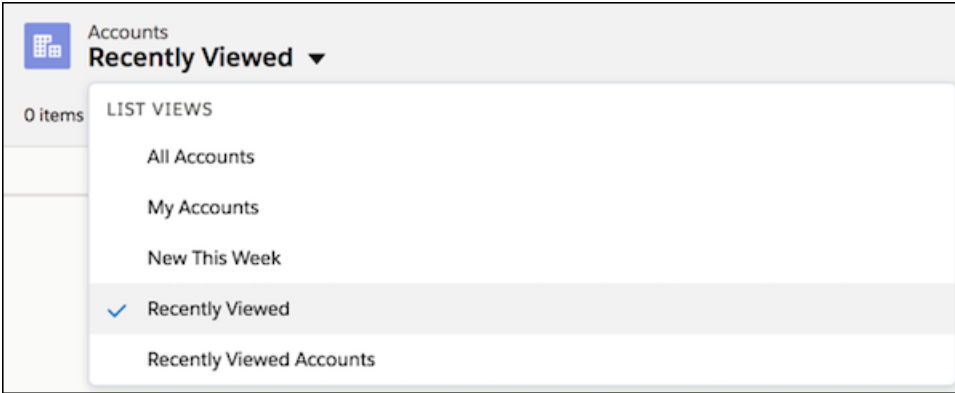 Accounts
Recently Viewed
0 items
LIST VIEWS
All Accounts
My Accounts
New This Week
Recently Viewed
Recently Viewed Accounts